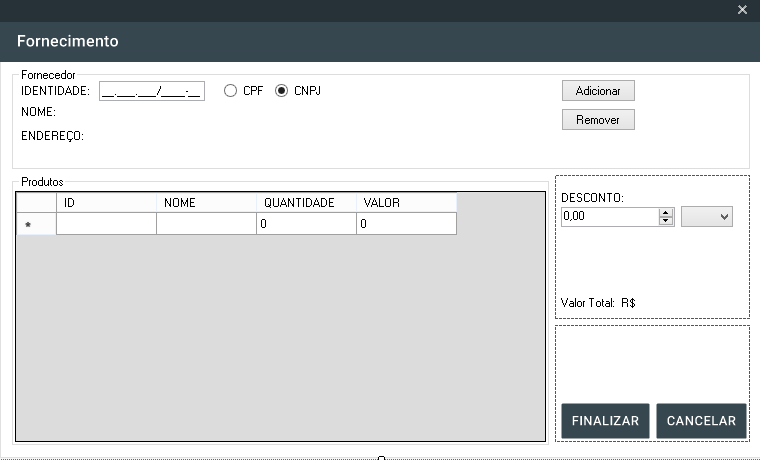 Fornecimento
Fornecedor
IDENTIDADE: __.___.___/____-__ CPF CNPJ Adicionar
NOME: Remover
ENDEREÇO:
Produtos
ID NOME QUANTIDADE VALOR
* 0 0
DESCONTO:
0,00
Valor Total: R$
FINALIZAR CANCELAR